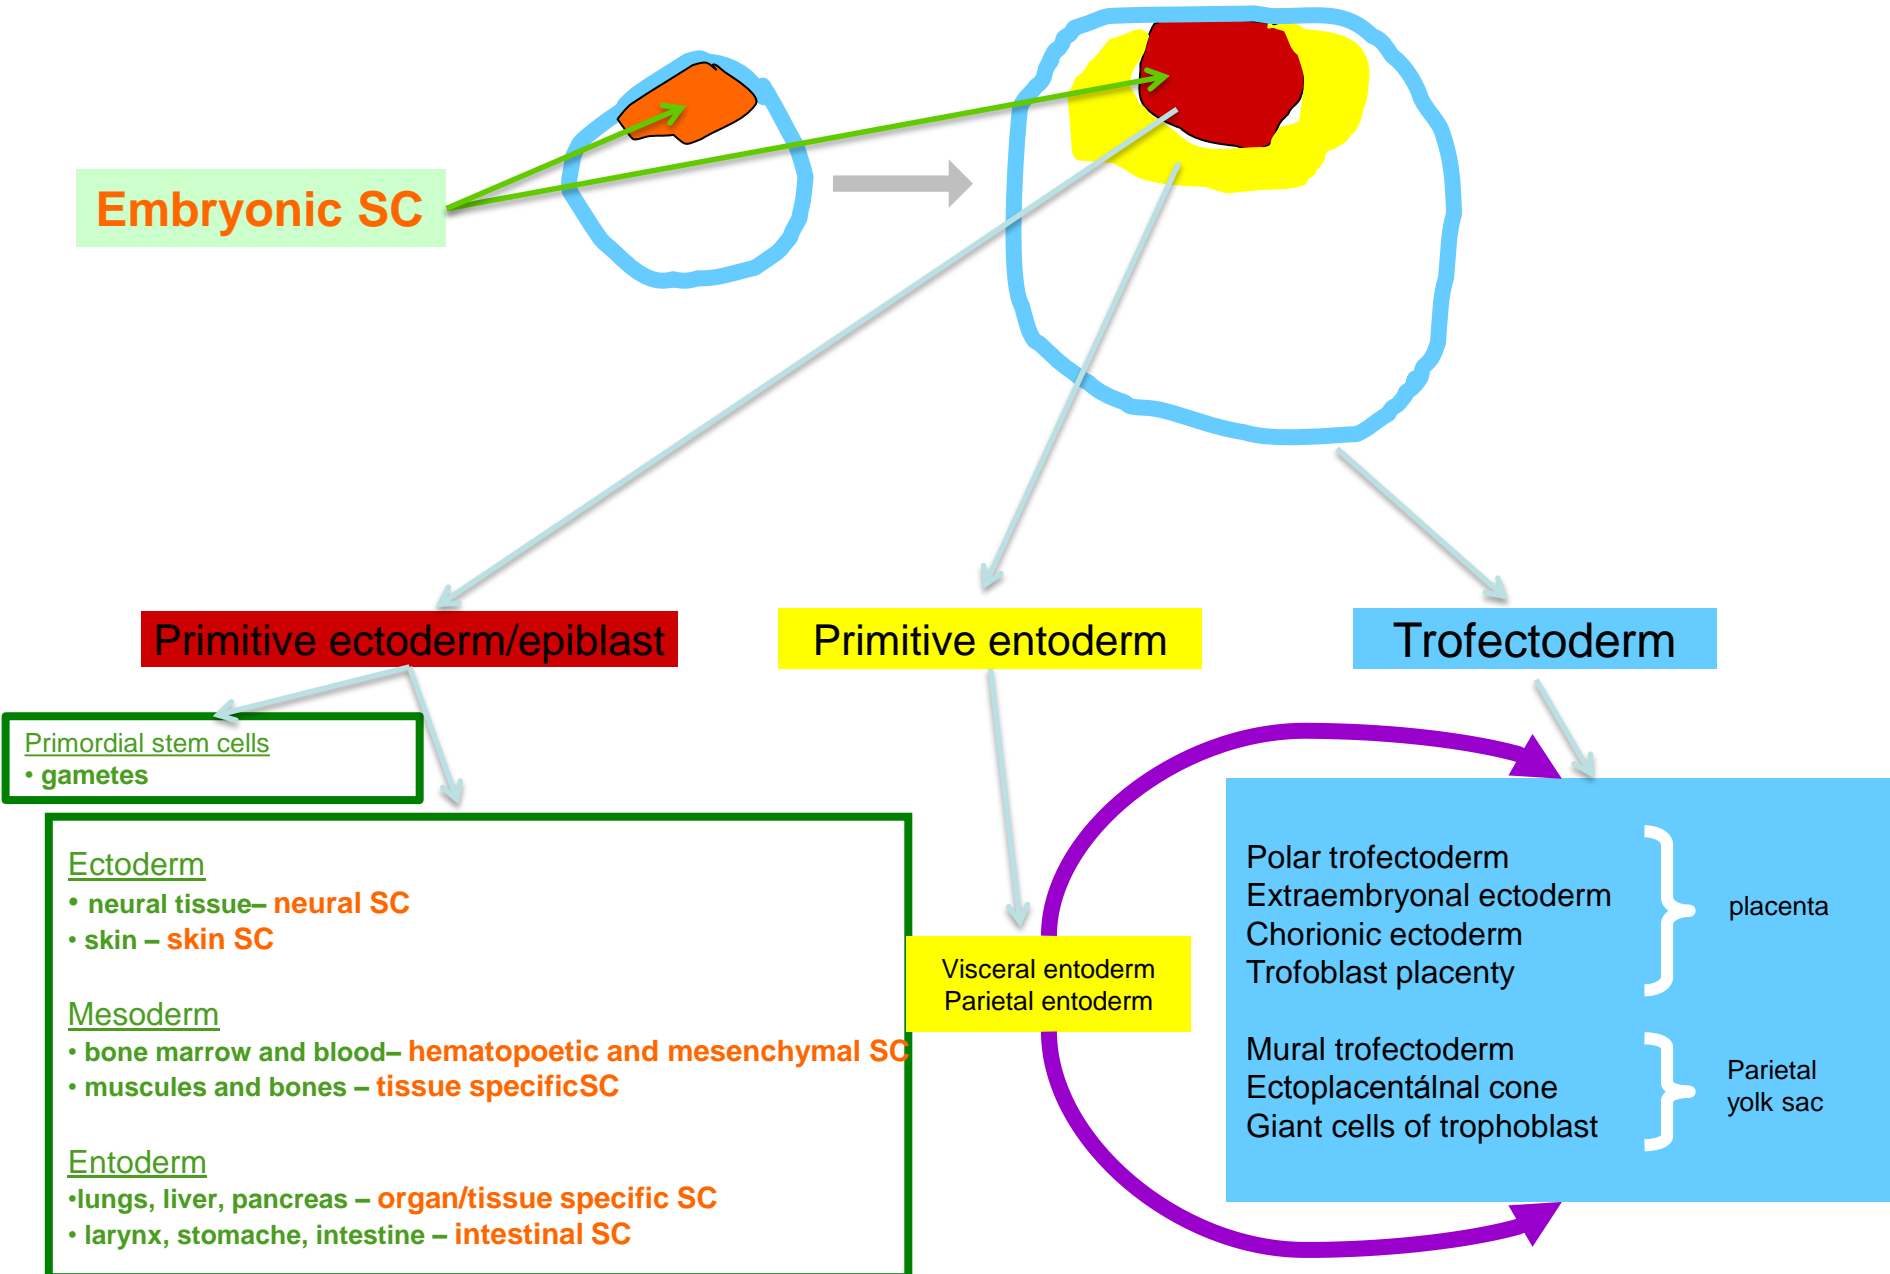 Embryonic SC
Primitive ectoderm/epiblast
Primitive entoderm
Trofectoderm
Primordial stem cells
• gametes
Ectoderm
• neural tissue– neural SC
• skin – skin SC
Mesoderm
• bone marrow and blood– hematopoetic and mesenchymal SC
• muscules and bones – tissue specificSC
Entoderm
•lungs, liver, pancreas – organ/tissue specific SC
• larynx, stomache, intestine – intestinal SC
Visceral entoderm
Parietal entoderm
Polar trofectoderm
Extraembryonal ectoderm
Chorionic ectoderm
Trofoblast placenty
placenta
Mural trofectoderm
Ectoplacentálnal cone
Giant cells of trophoblast
Parietal
yolk sac